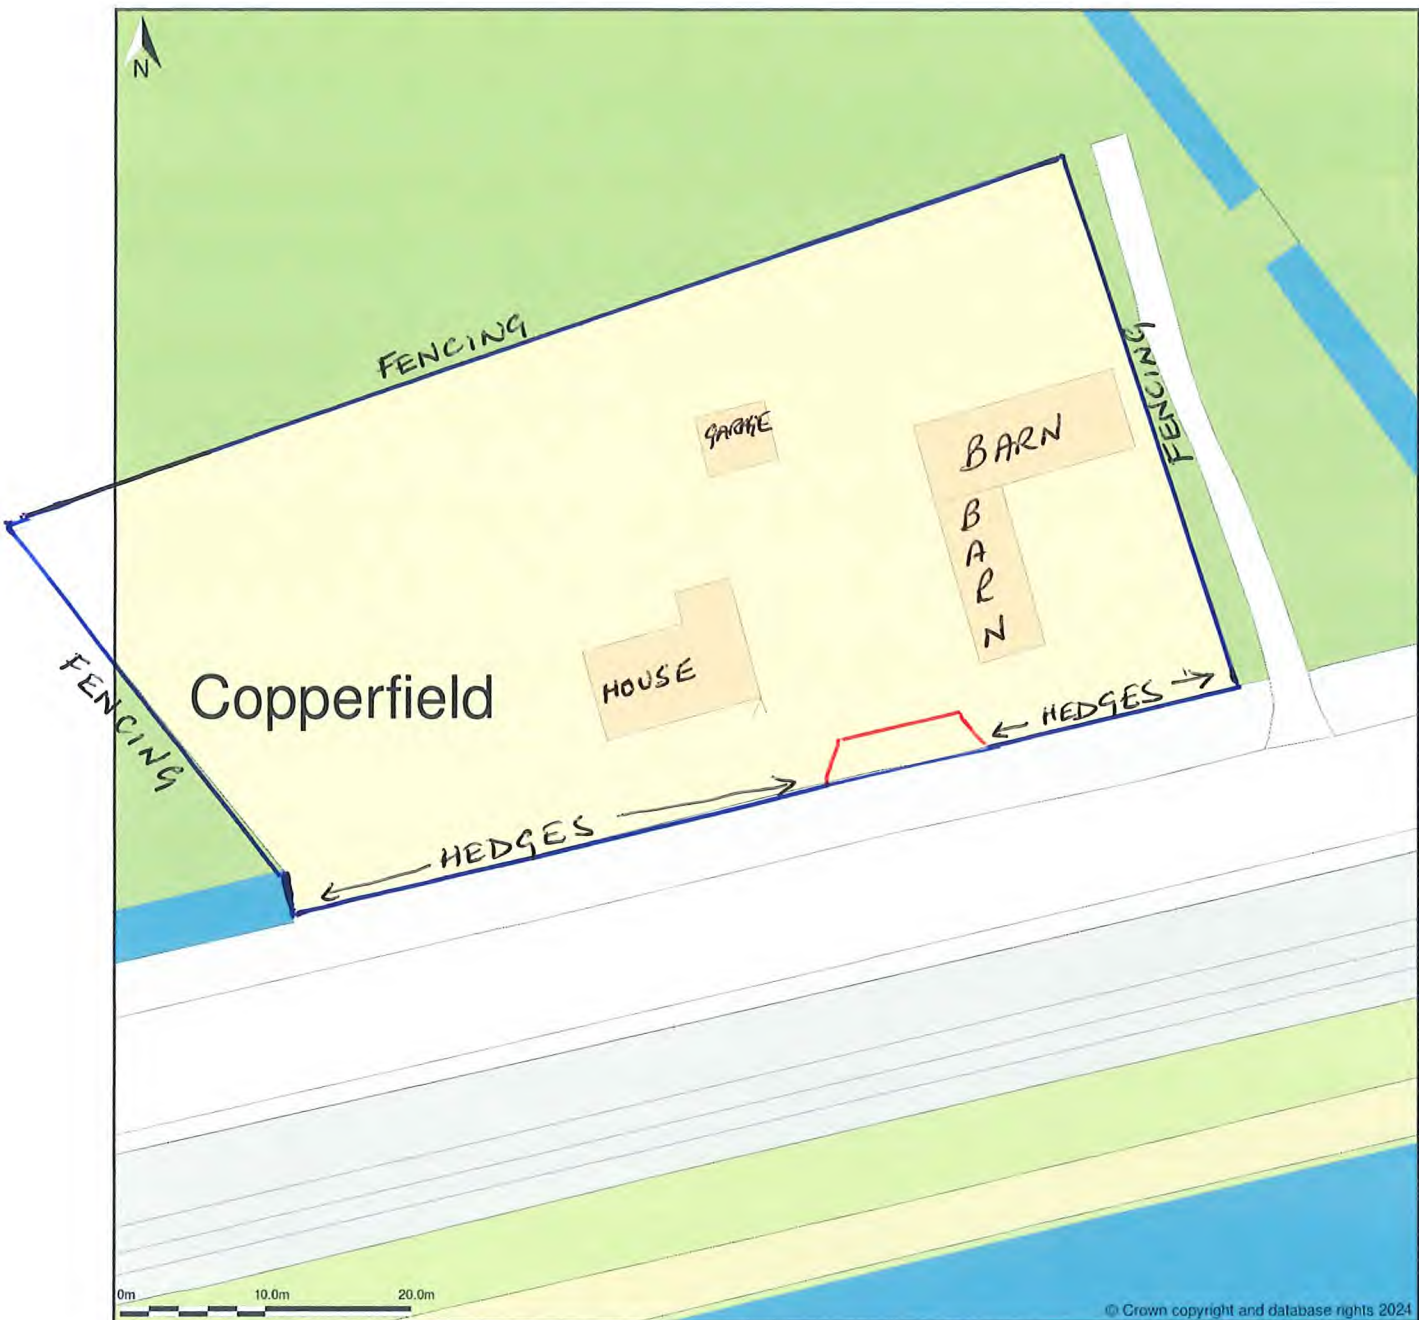 N
FENCING
FENCING
GARAGE
BARN
B
A
R
N
HOUSE
FENCING
Copperfield
HEDGES
HEDGES
0m 10.0m 20.0m
© Crown copyright and database rights 2024